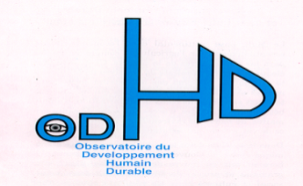 ODHD
Observatoire du
Developpement
Humain
Durable